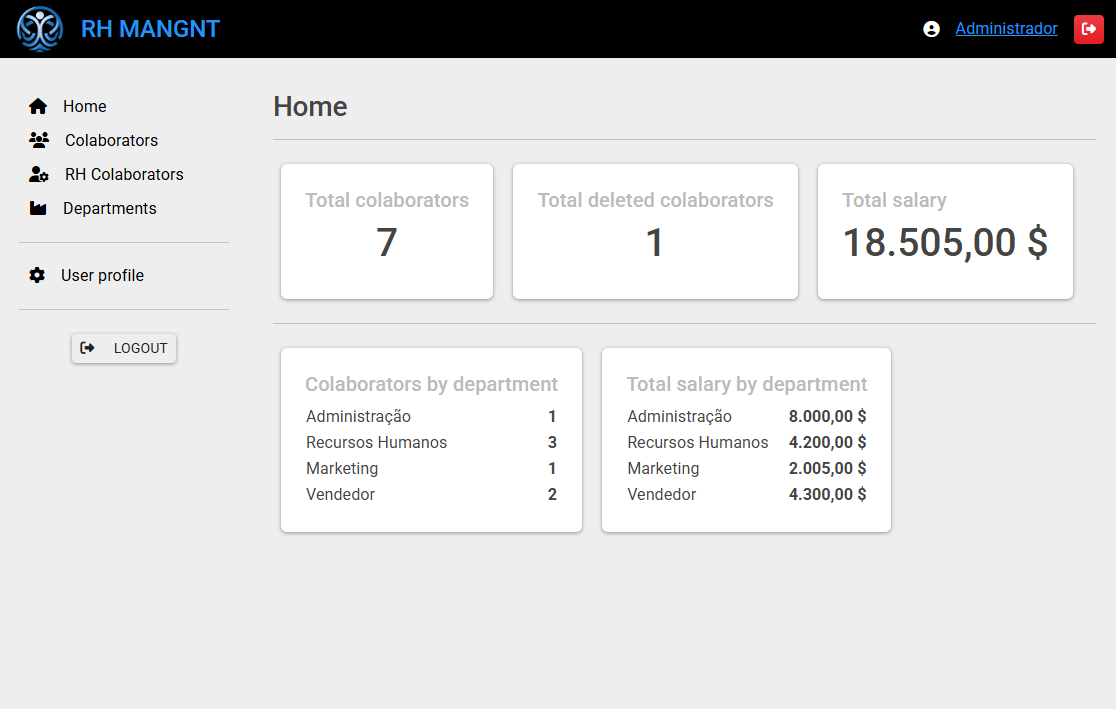 RH MANGNT
Administrador
Home
Colaborators
RH Colaborators
Departments
User profile
LOGOUT
Home
Total colaborators
7
Total deleted colaborators
1
Total salary
18.505,00 $
Colaborators by department
Administração 1
Recursos Humanos 3
Marketing 1
Vendedor 2
Total salary by department
Administração 8.000,00 $
Recursos Humanos 4.200,00 $
Marketing 2.005,00 $
Vendedor 4.300,00 $